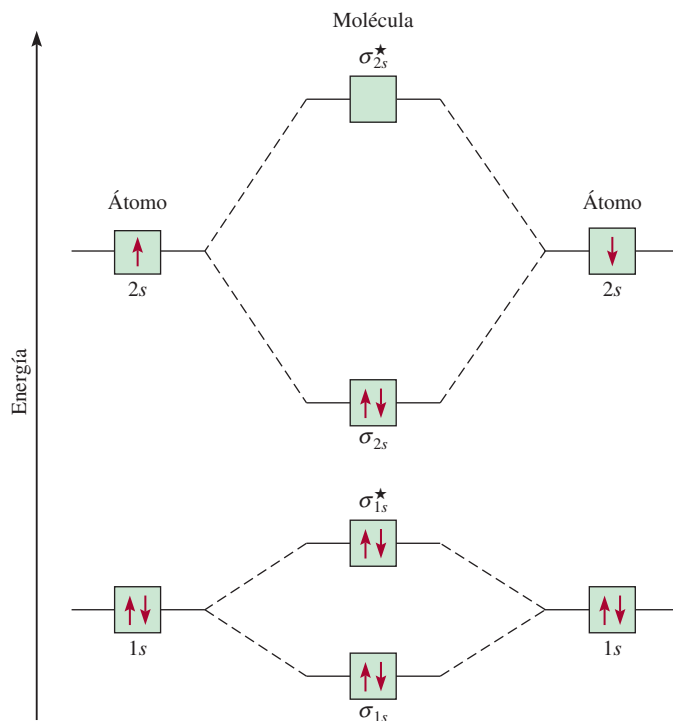 Molécula
σ★2s
Átomo
Átomo
2s
2s
Energía
σ2s
σ★1s
1s
1s
σ1s